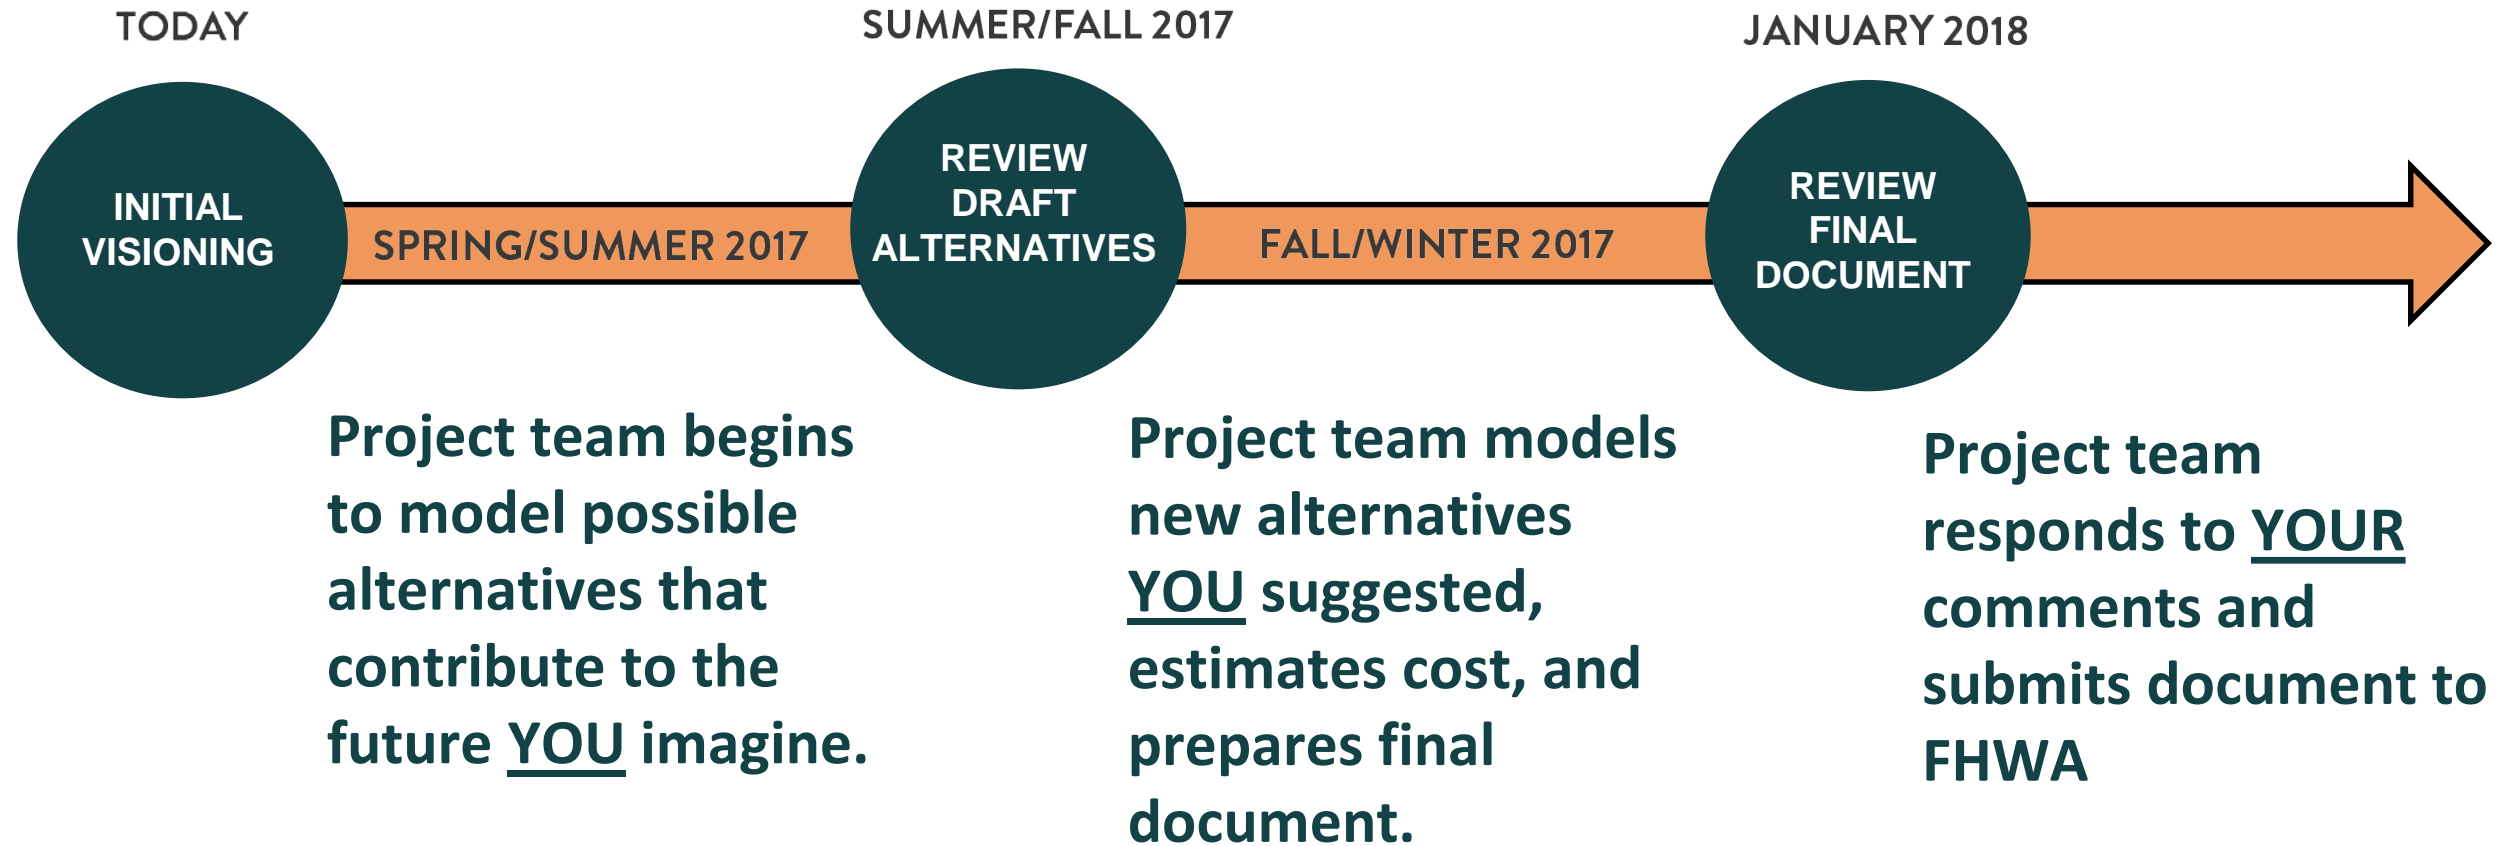 TODAY
SUMMER/FALL 2017
JANUARY 2018
INITIAL
VISIONING
SPRING/SUMMER 2017
REVIEW
DRAFT
ALTERNATIVES
FALL/WINTER 2017
REVIEW
FINAL
DOCUMENT
Project team begins
to model possible
alternatives that
contribute to the
future YOU imagine.
Project team models
new alternatives
YOU suggested,
estimates cost, and
prepares final
document.
Project team
responds to YOUR
comments and
submits document to
FHWA